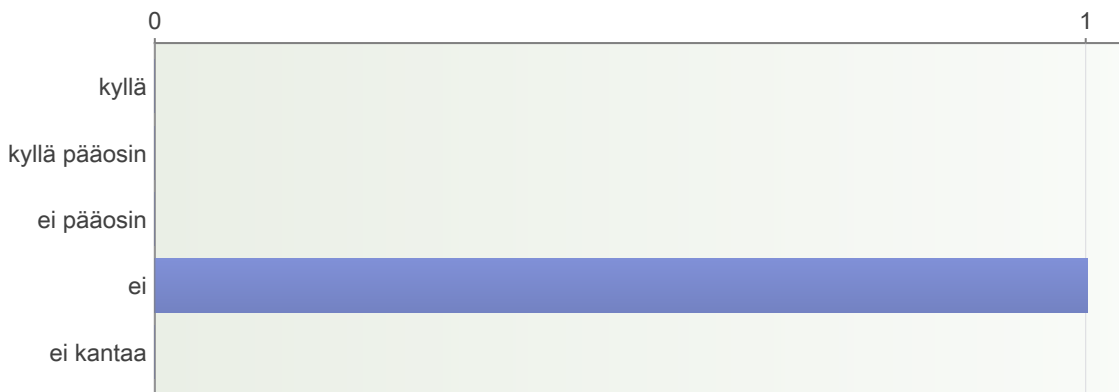 0 1
kyllä
kyllä pääosin
ei pääosin
ei
ei kantaa